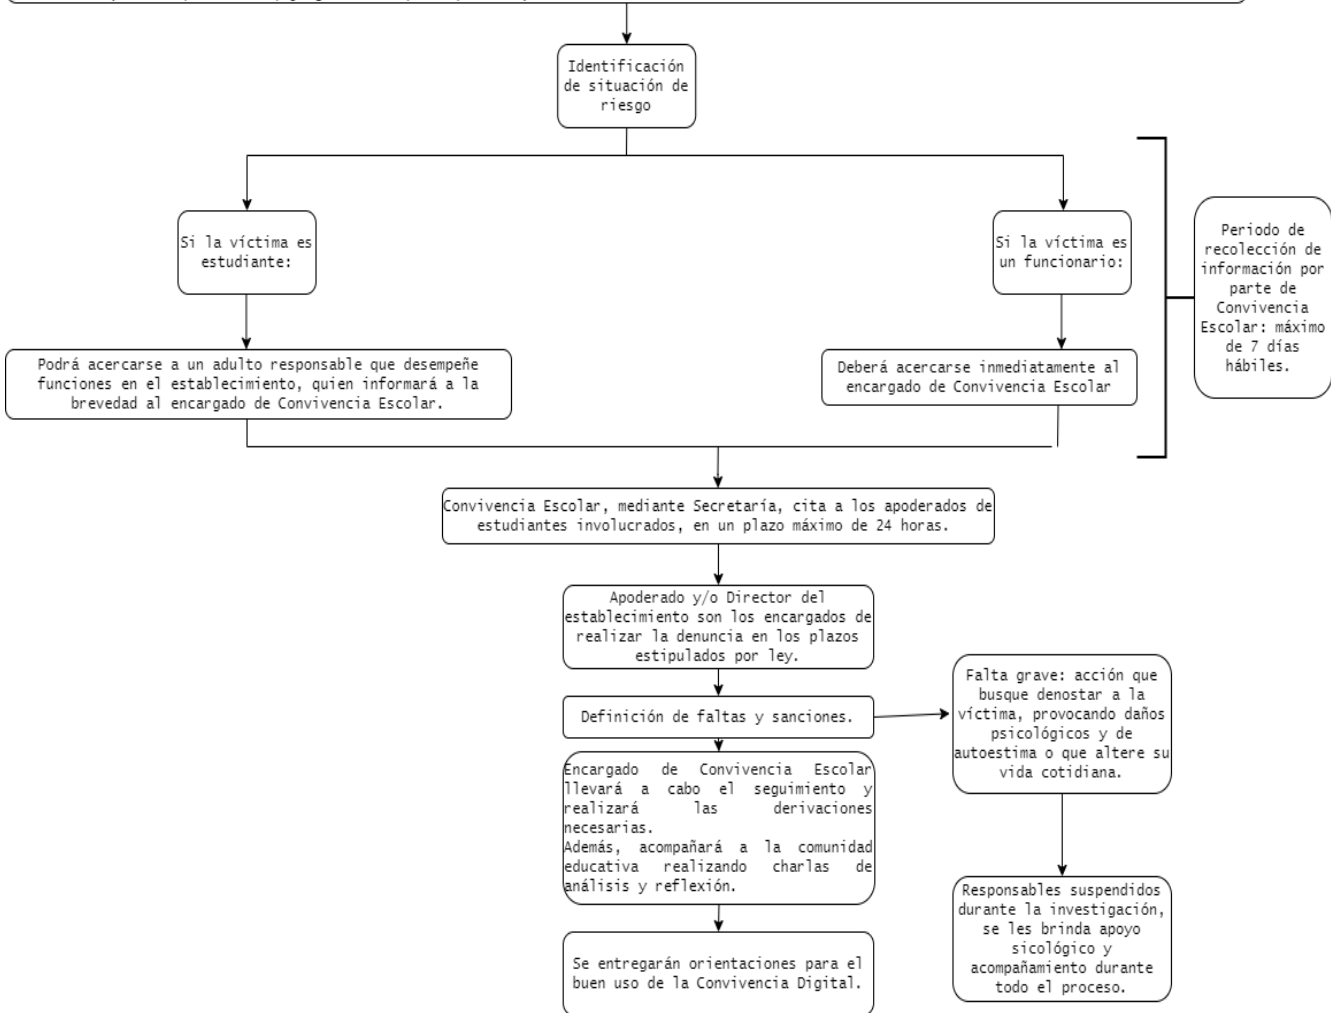 Identificación
de situación de
riesgo
Si la víctima es
estudiante:
Si la víctima es
un funcionario:
Periodo de
recolección de
información por
parte de
Convivencia
Escolar: máximo
de 7 días
hábiles.
Podrá acercarse a un adulto responsable que desempeñe
funciones en el establecimiento, quien informará a la
brevedad al encargado de Convivencia Escolar.
Deberá acercarse inmediatamente al
encargado de Convivencia Escolar
Convivencia Escolar, mediante Secretaría, cita a los apoderados de
estudiantes involucrados, en un plazo máximo de 24 horas.
Apoderado y/o Director del
establecimiento son los encargados de
realizar la denuncia en los plazos
estipulados por ley.
Definición de faltas y sanciones.
Falta grave: acción que
busque denostar a la
víctima, provocando daños
psicológicos y de
autoestima o que altere su
vida cotidiana.
Encargado de Convivencia Escolar
llevará a cabo el seguimiento y
realizará las derivaciones
necesarias.
Además, acompañará a la comunidad
educativa realizando charlas de
análisis y reflexión.
Responsables suspendidos
durante la investigación,
se les brinda apoyo
sicológico y
acompañamiento durante
todo el proceso.
Se entregarán orientaciones para el
buen uso de la Convivencia Digital.